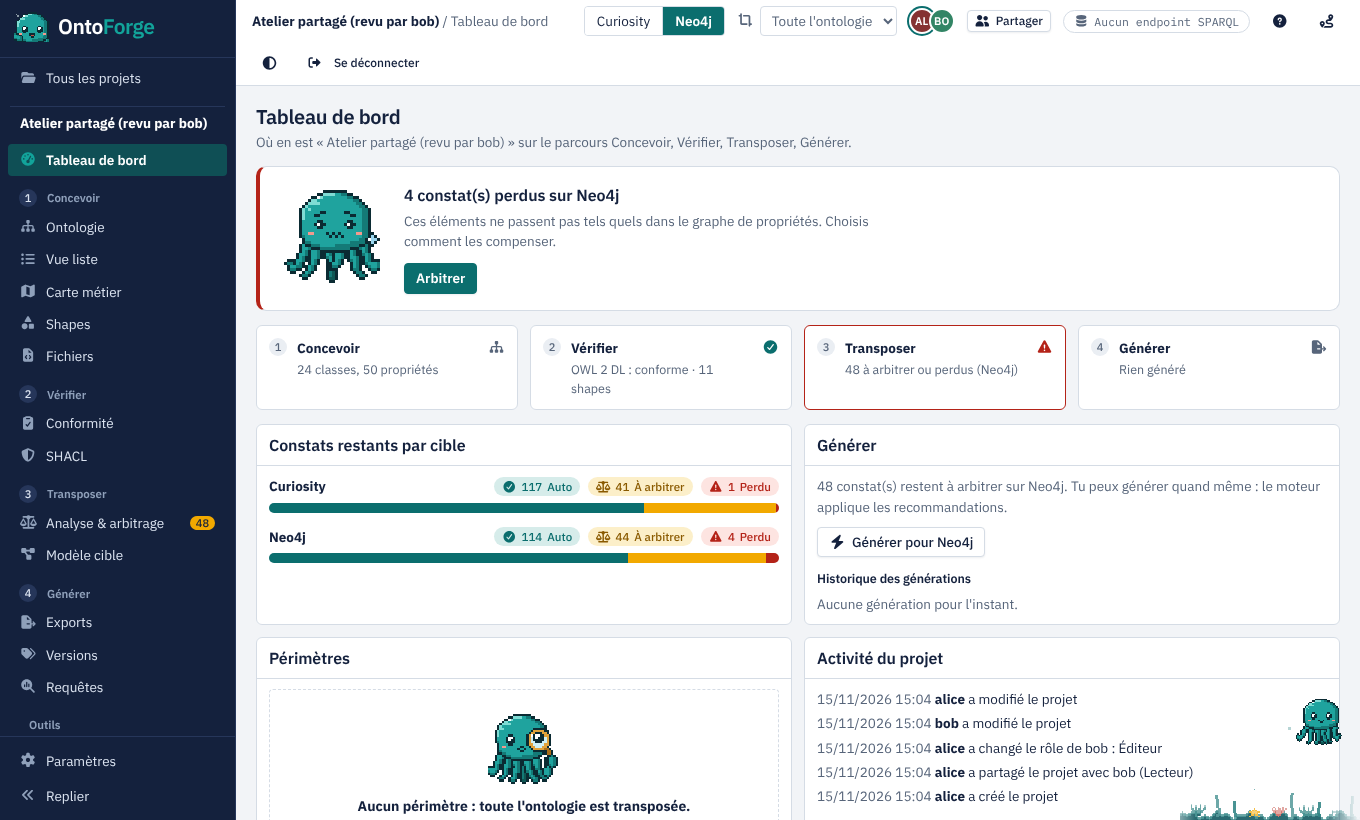 OntoForge
Tous les projets
Atelier partagé (revu par bob)
Tableau de bord
1 Concevoir
Ontologie
Vue liste
Carte métier
Shapes
Fichiers
2 Vérifier
Conformité
SHACL
3 Transposer
Analyse & arbitrage 48
Modèle cible
4 Générer
Exports
Versions
Requêtes
Outils
Paramètres
Replier
Atelier partagé (revu par bob) / Tableau de bord
Curiosity Neo4j
Toute l'ontologie
AL BO
Partager
Aucun endpoint SPARQL
Se déconnecter
Tableau de bord
Où en est « Atelier partagé (revu par bob) » sur le parcours Concevoir, Vérifier, Transposer, Générer.
4 constat(s) perdus sur Neo4j
Ces éléments ne passent pas tels quels dans le graphe de propriétés. Choisis
comment les compenser.
Arbitrer
1 Concevoir
24 classes, 50 propriétés
2 Vérifier
OWL 2 DL : conforme · 11
shapes
3 Transposer
48 à arbitrer ou perdus (Neo4j)
4 Générer
Rien généré
Constats restants par cible
Curiosity 117 Auto 41 À arbitrer 1 Perdu
Neo4j 114 Auto 44 À arbitrer 4 Perdu
Générer
48 constat(s) restent à arbitrer sur Neo4j. Tu peux générer quand même : le moteur
applique les recommandations.
Générer pour Neo4j
Historique des générations
Aucune génération pour l'instant.
Périmètres
Aucun périmètre : toute l'ontologie est transposée.
Activité du projet
15/11/2026 15:04 alice a modifié le projet
15/11/2026 15:04 bob a modifié le projet
15/11/2026 15:04 alice a changé le rôle de bob : Éditeur
15/11/2026 15:04 alice a partagé le projet avec bob (Lecteur)
15/11/2026 15:04 alice a créé le projet